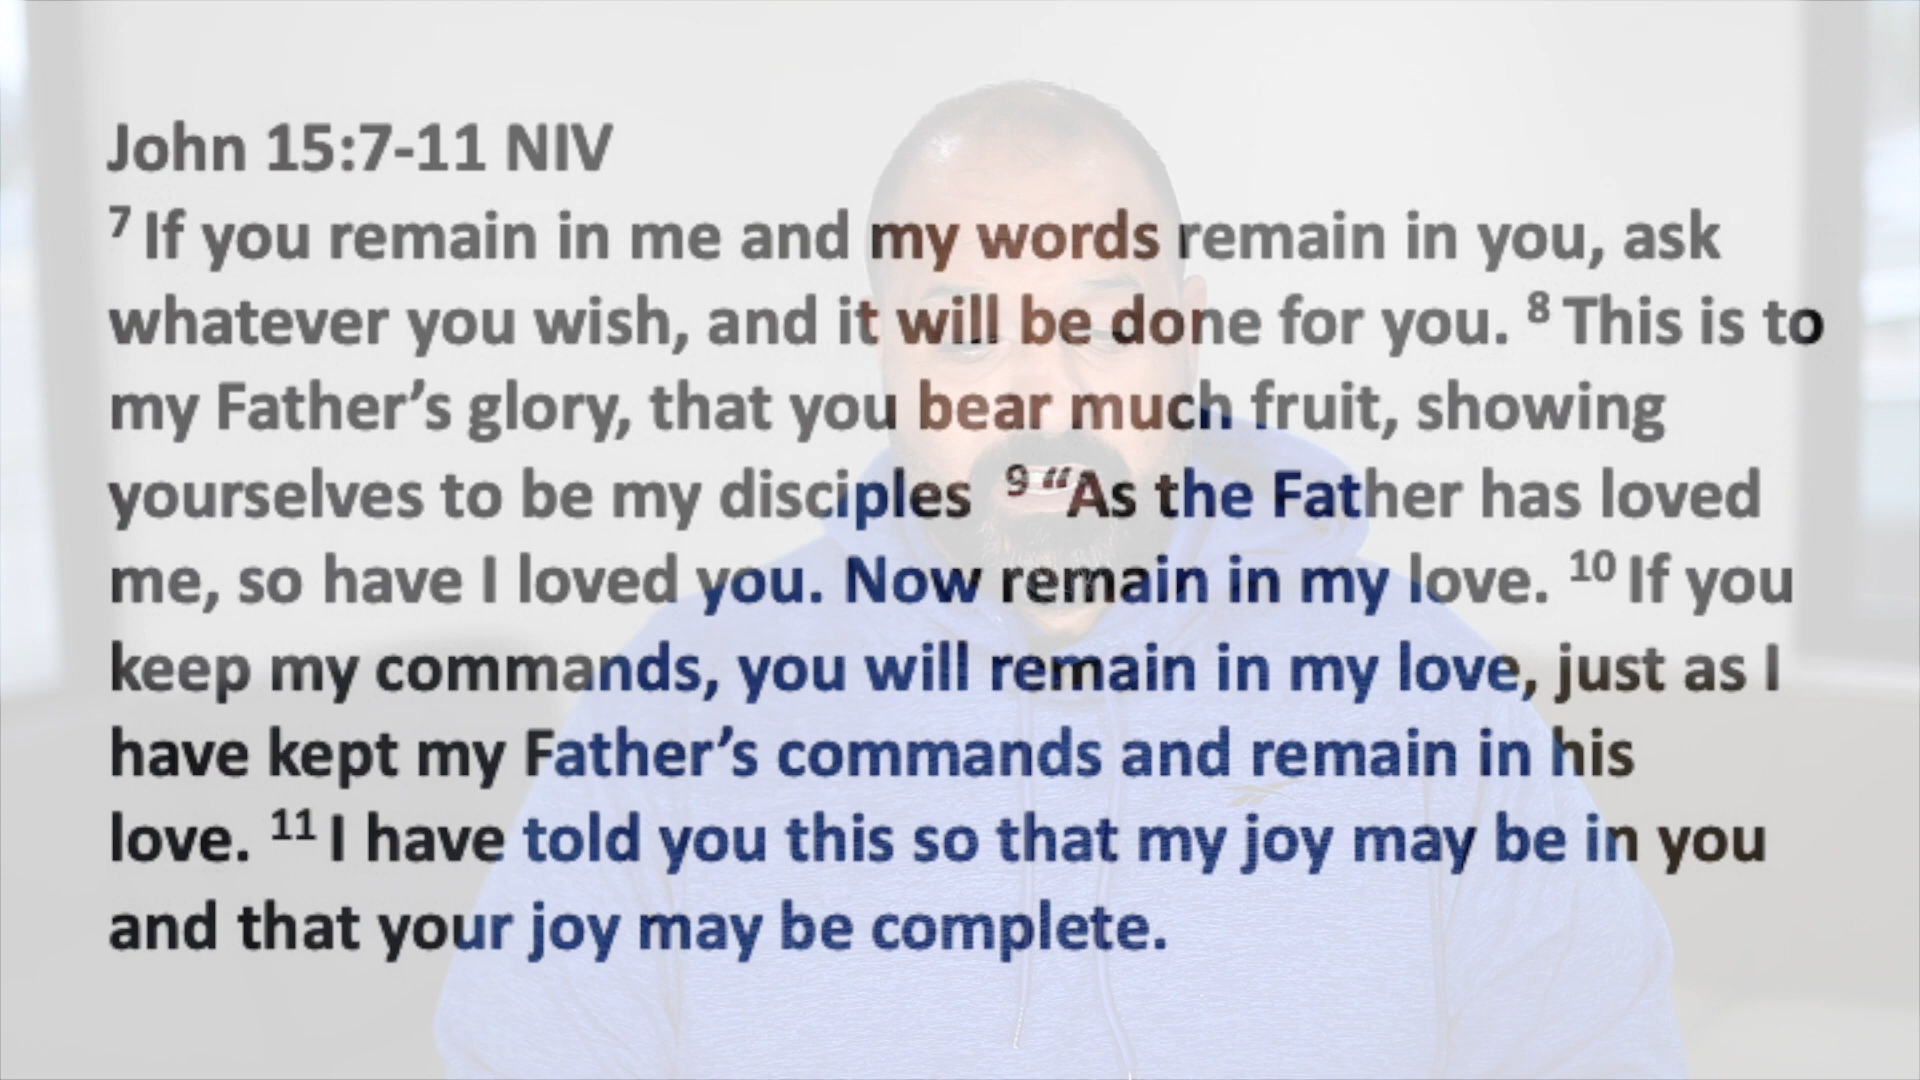 John 15:7-11 NIV
7 If you remain in me and my words remain in you, ask
whatever you wish, and it will be done for you. 8 This is to
my Father’s glory, that you bear much fruit, showing
yourselves to be my disciples 9 “As the Father has loved
me, so have I loved you. Now remain in my love. 10 If you
keep my commands, you will remain in my love, just as I
have kept my Father’s commands and remain in his
love. 11 I have told you this so that my joy may be in you
and that your joy may be complete.